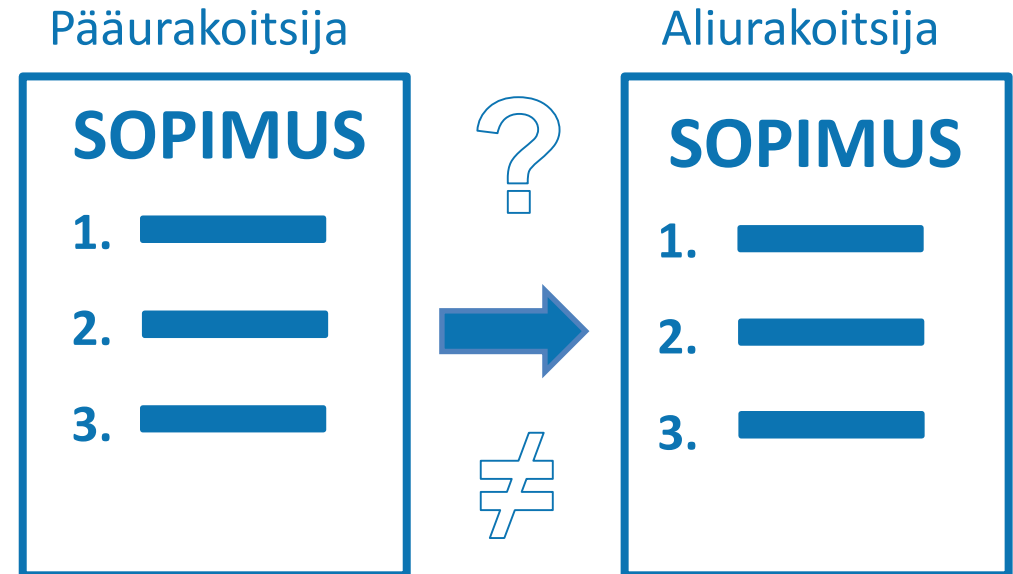 Pääurakoitsija
SOPIMUS
1.
2.
3.
?
≠
Aliurakoitsija
SOPIMUS
1.
2.
3.